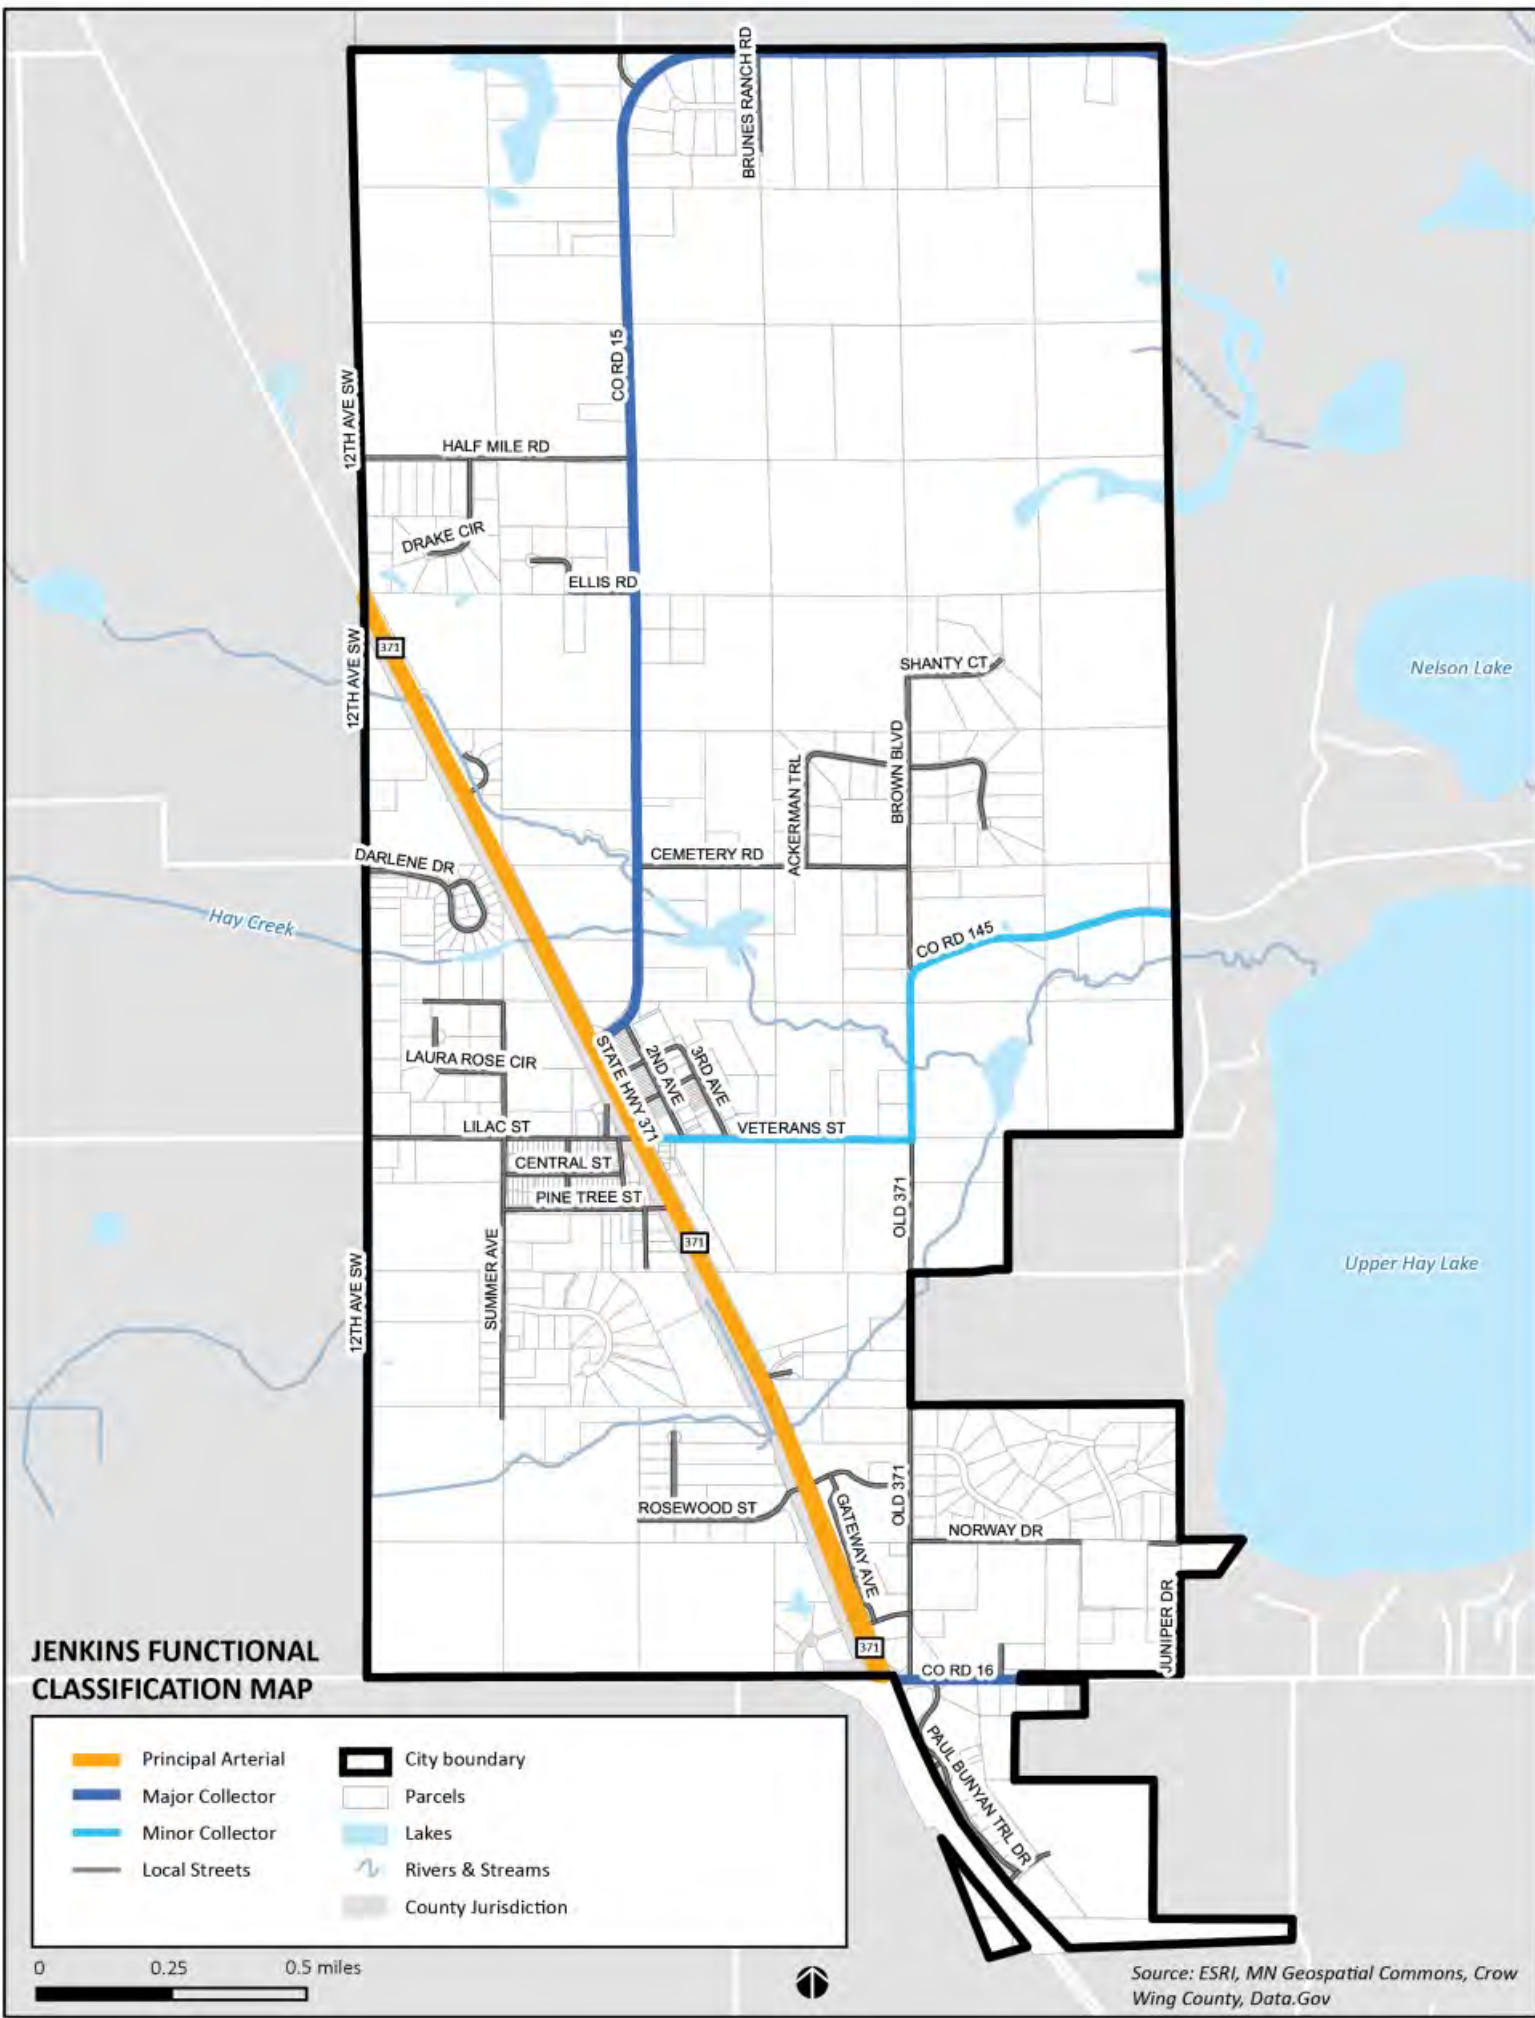 BRUNES RANCH RD
CO RD 15
12TH AVE SW
HALF MILE RD
DRAKE CIR
ELLIS RD
371
12TH AVE SW
SHANTY CT
Nelson Lake
BROWN BLVD
ACKERMAN TRL
CEMETERY RD
DARLENE DR
Hay Creek
CO RD 145
STATE HWY 371
2ND AVE
3RD AVE
LAURA ROSE CIR
LILAC ST
VETERANS ST
CENTRAL ST
PINE TREE ST
OLD 371
371
SUMMER AVE
12TH AVE SW
Upper Hay Lake
ROSEWOOD ST
GATEWAY AVE
OLD 371
NORWAY DR
JUNIPER DR
371
CO RD 16
PAUL BUNYAN TRL DR
JENKINS FUNCTIONAL
CLASSIFICATION MAP
Principal Arterial
Major Collector
Minor Collector
Local Streets
City boundary
Parcels
Lakes
Rivers & Streams
County Jurisdiction
0 0.25 0.5 miles
Source: ESRI, MN Geospatial Commons, Crow
Wing County, Data.Gov